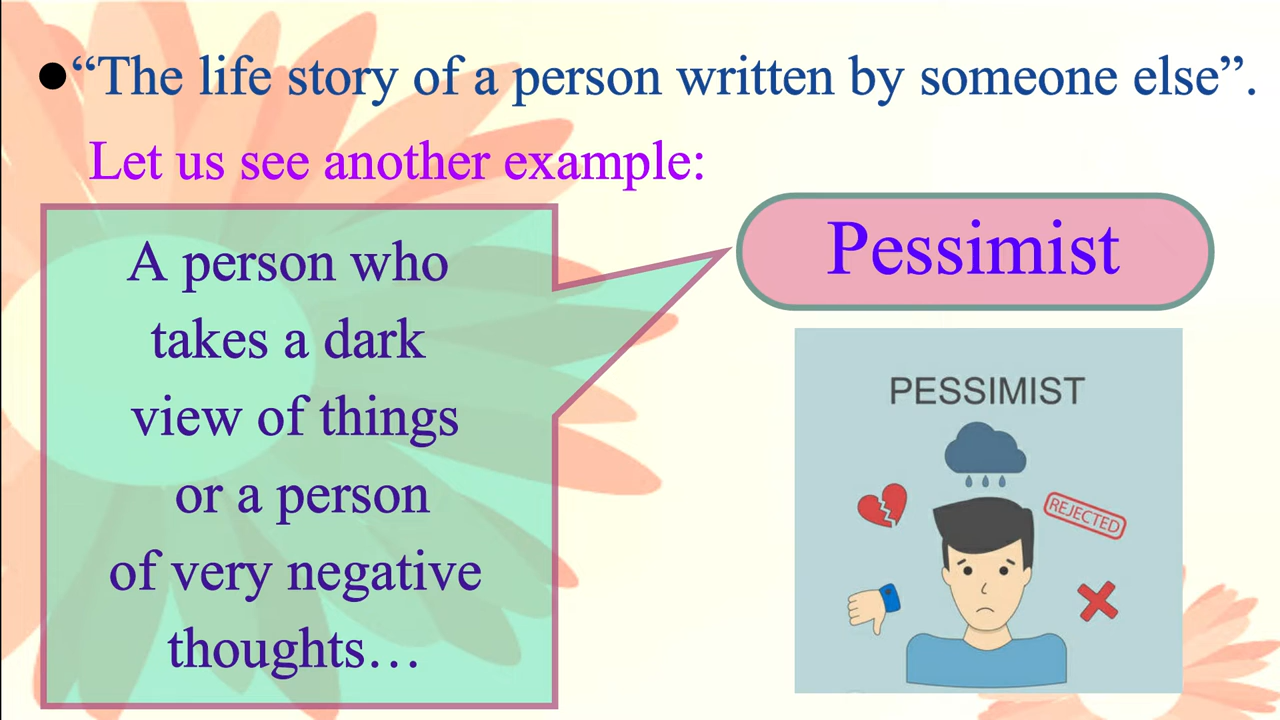 ●“The life story of a person written by someone else”.
Let us see another example:
A person who
takes a dark
view of things
or a person
of very negative
thoughts…
Pessimist
PESSIMIST
REJECTED